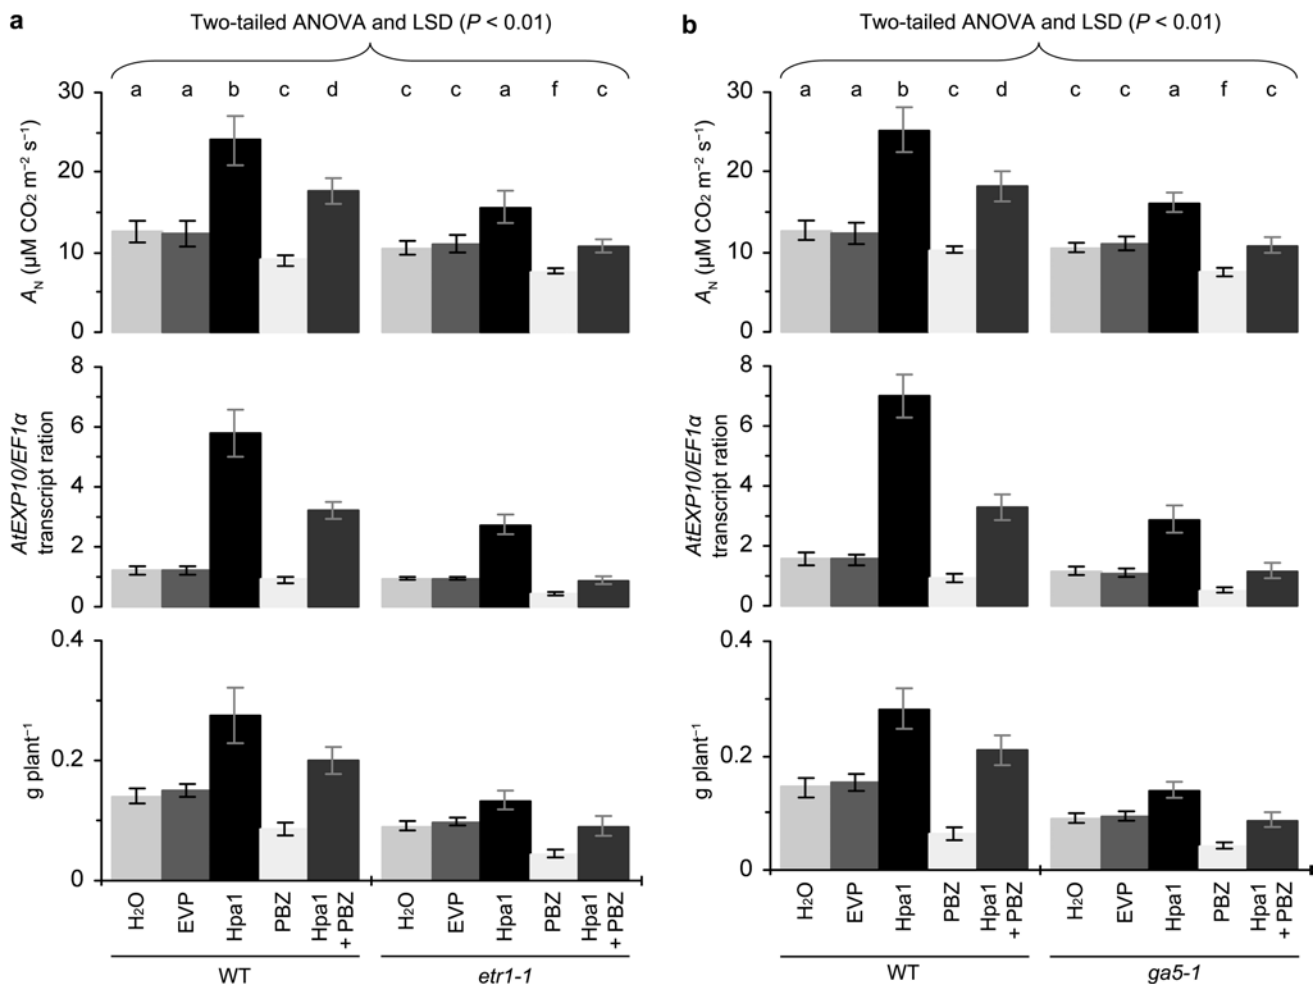 a
Two-tailed ANOVA and LSD (P < 0.01)
a a b c d c c a f c
30
20
10
0
A_N (µM CO₂ m⁻² s⁻¹)
8
6
4
2
0
AtEXP10/EF1α
transcript ration
0.4
0.2
0
g plant⁻¹
H₂O
EVP
Hpa1
PBZ
Hpa1
+ PBZ
H₂O
EVP
Hpa1
PBZ
Hpa1
+ PBZ
WT
etr1-1
b
Two-tailed ANOVA and LSD (P < 0.01)
a a b c d c c a f c
30
20
10
0
A_N (µM CO₂ m⁻² s⁻¹)
8
6
4
2
0
AtEXP10/EF1α
transcript ration
0.4
0.2
0
g plant⁻¹
H₂O
EVP
Hpa1
PBZ
Hpa1
+ PBZ
H₂O
EVP
Hpa1
PBZ
Hpa1
+ PBZ
WT
ga5-1